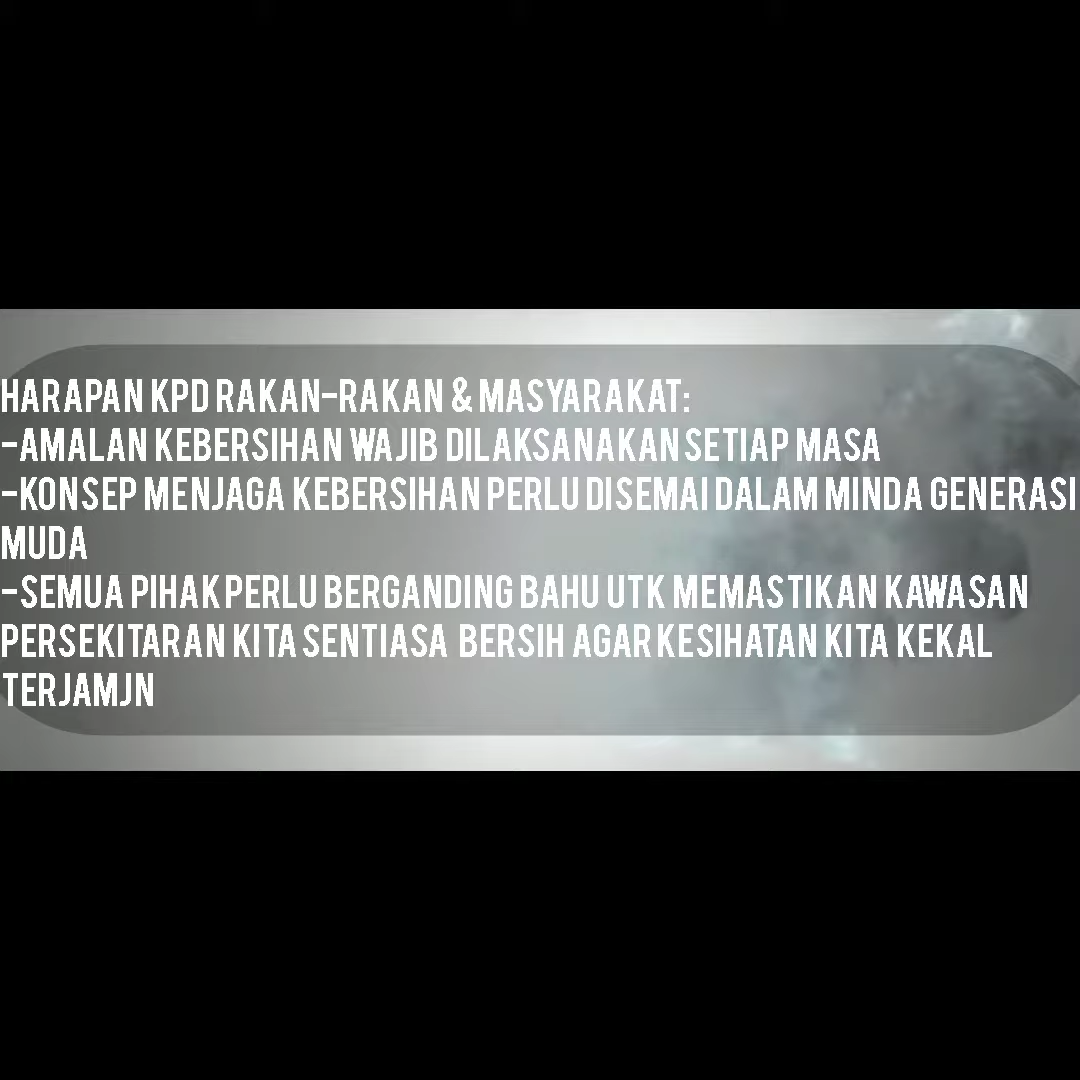 HARAPAN KPD RAKAN-RAKAN & MASYARAKAT:
-AMALAN KEBERSIHAN WAJIB DILAKSANAKAN SETIAP MASA
-KONSEP MENJAGA KEBERSIHAN PERLU DISEMAI DALAM MINDA GENERASI
MUDA
-SEMUA PIHAK PERLU BERGANDING BAHU UTK MEMASTIKAN KAWASAN
PERSEKITARAN KITA SENTIASA BERSIH AGAR KESIHATAN KITA KEKAL
TERJAMJN